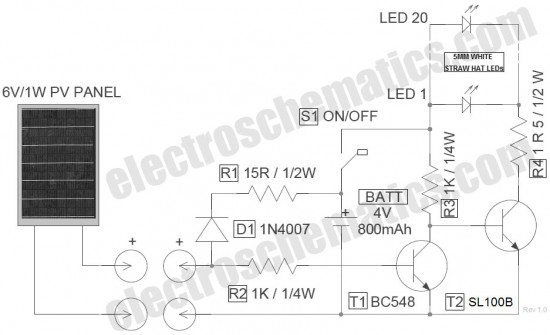 LED 20
5MM WHITE
STRAW HAT LEDs
6V/1W PV PANEL
LED 1
S1 ON/OFF
R4 1 R 5 / 1/2 W
R1 15R / 1/2W
BATT
4V
800mAh
R3 1K / 1/4W
+
+
+
D1 1N4007
R2 1K / 1/4W
T1 BC548
T2 SL100B
Rev 1.0
electroschematics.com
electroschematics.com